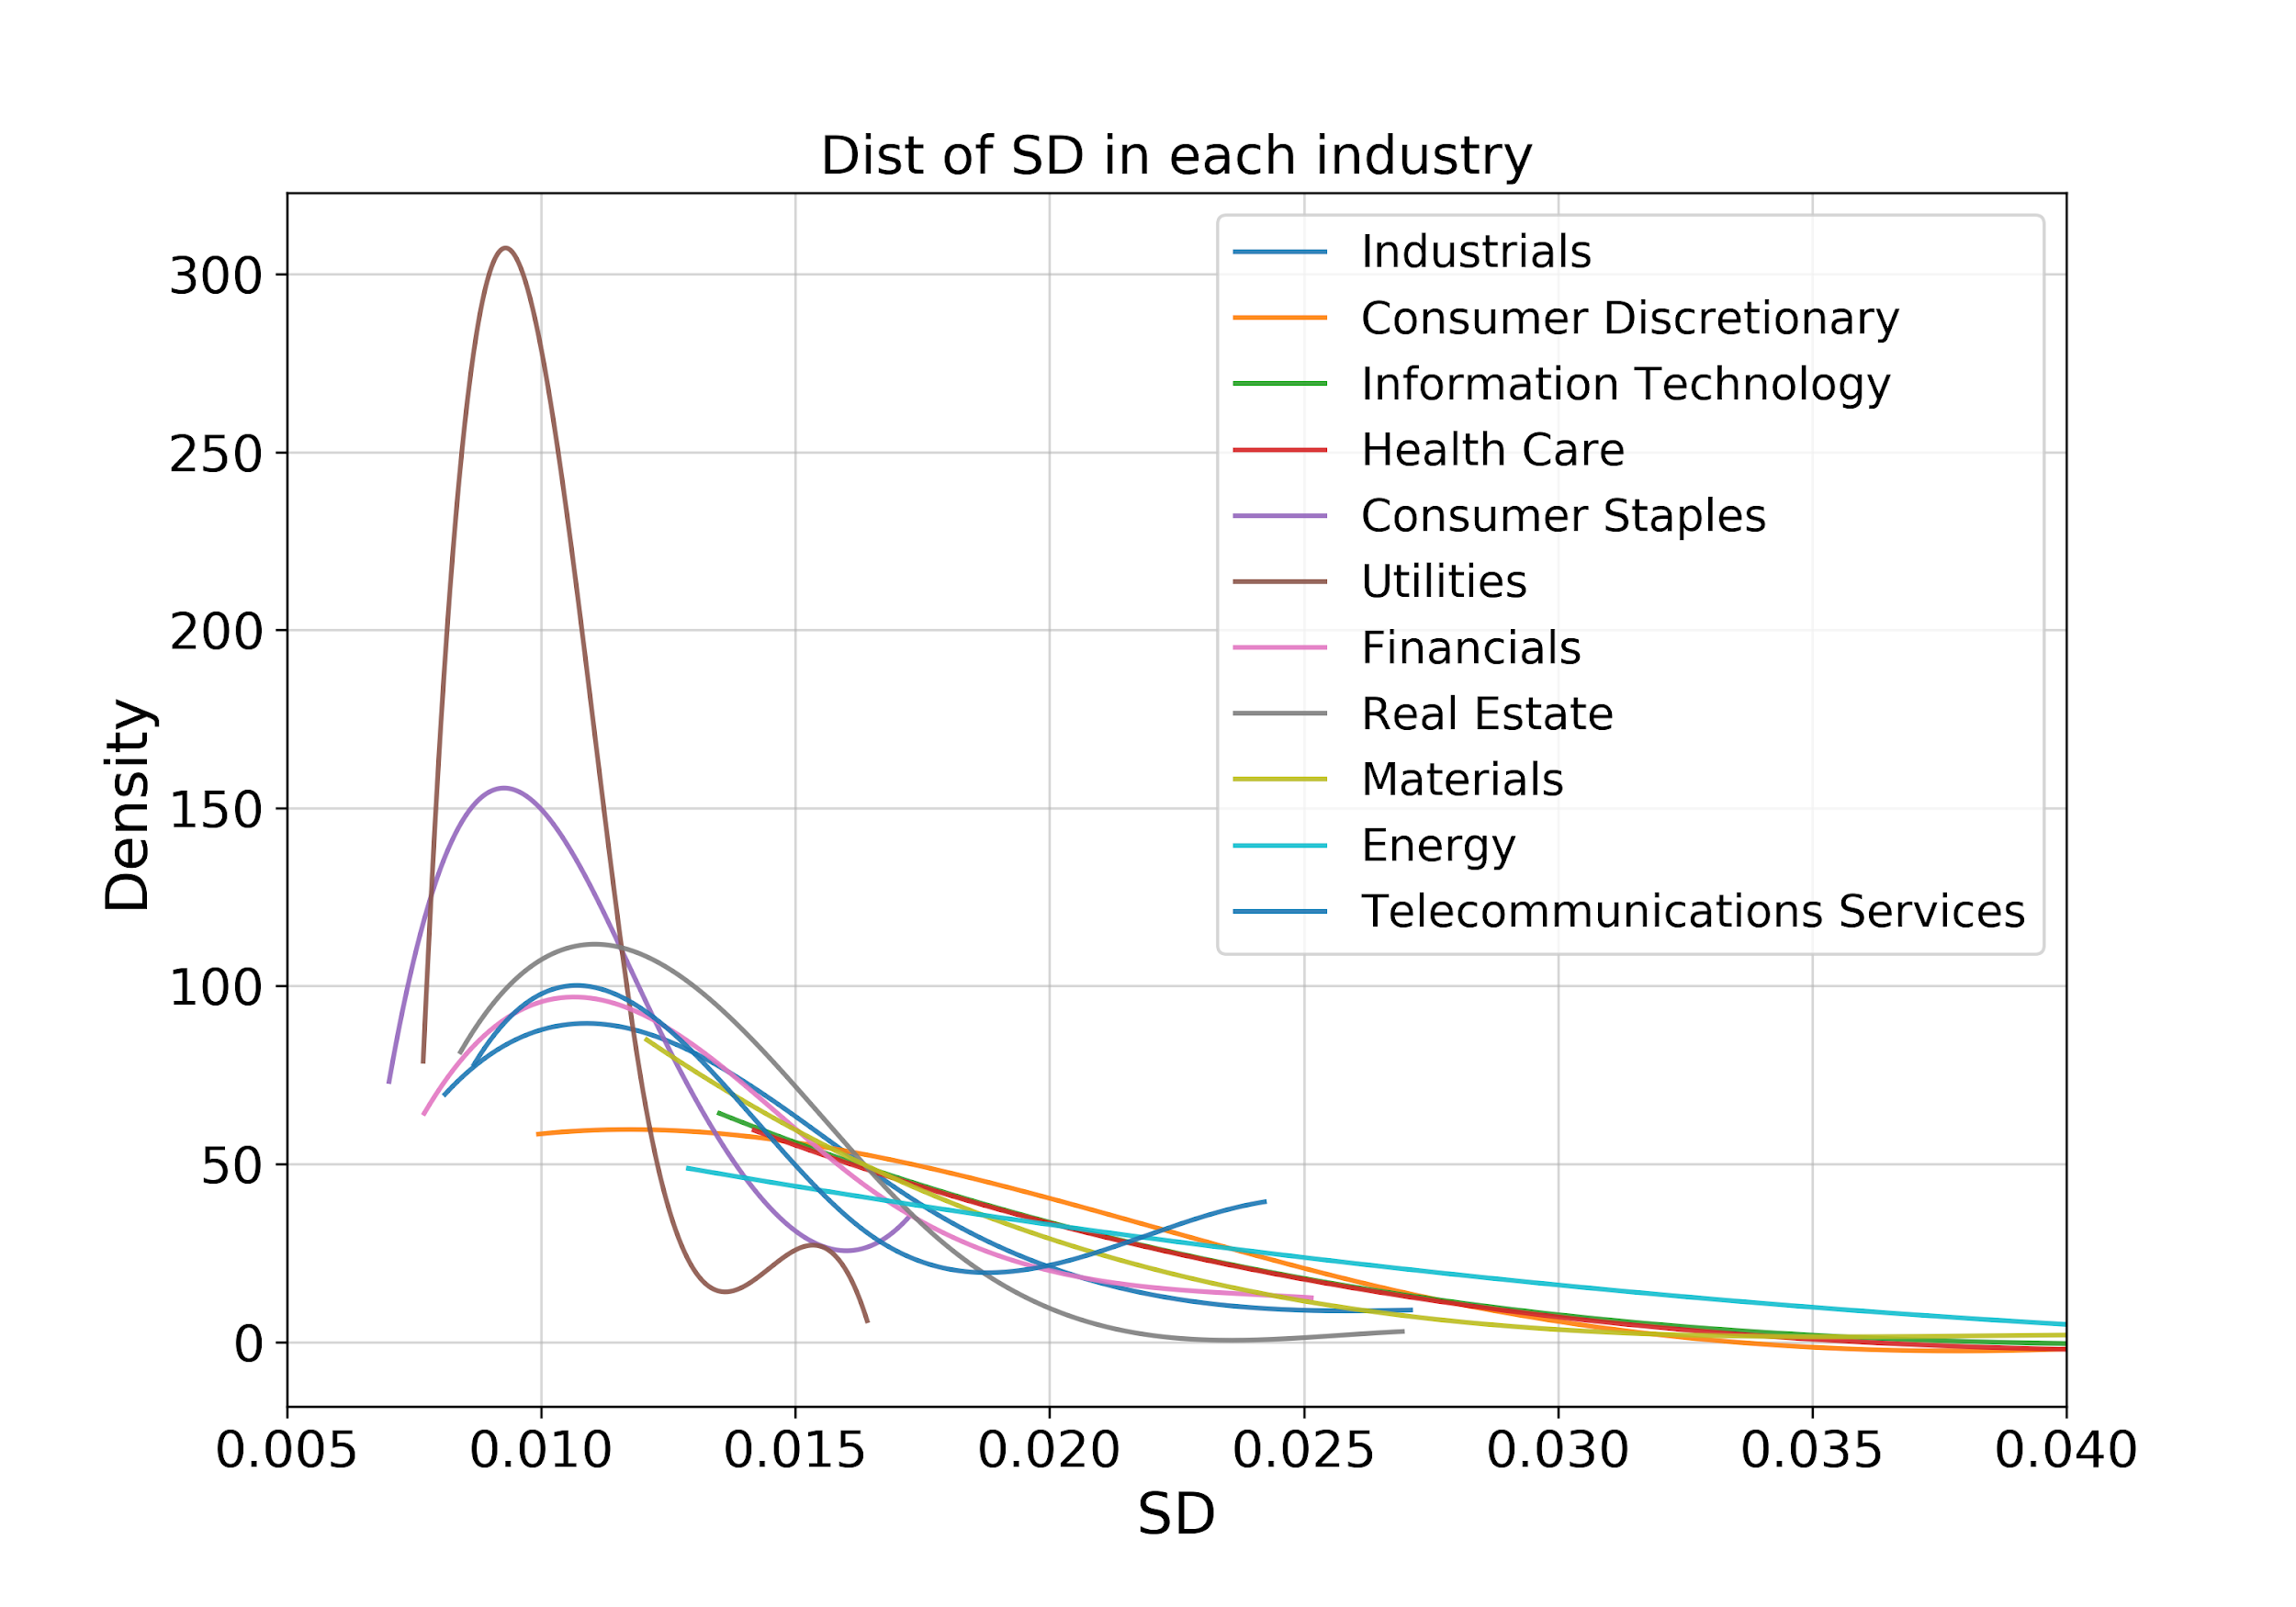 Dist of SD in each industry
Density
300
250
200
150
100
50
0
Industrials
Consumer Discretionary
Information Technology
Health Care
Consumer Staples
Utilities
Financials
Real Estate
Materials
Energy
Telecommunications Services
0.005 0.010 0.015 0.020 0.025 0.030 0.035 0.040
SD